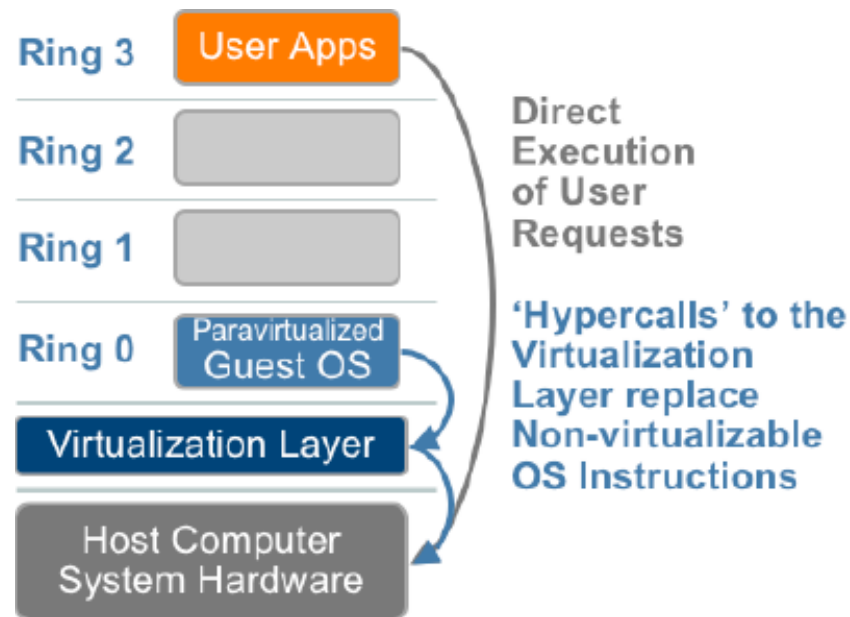 Ring 3
User Apps
Ring 2
Ring 1
Ring 0
Paravirtualized
Guest OS
Virtualization Layer
Host Computer
System Hardware
Direct
Execution
of User
Requests
‘Hypercalls’ to the
Virtualization
Layer replace
Non-virtualizable
OS Instructions